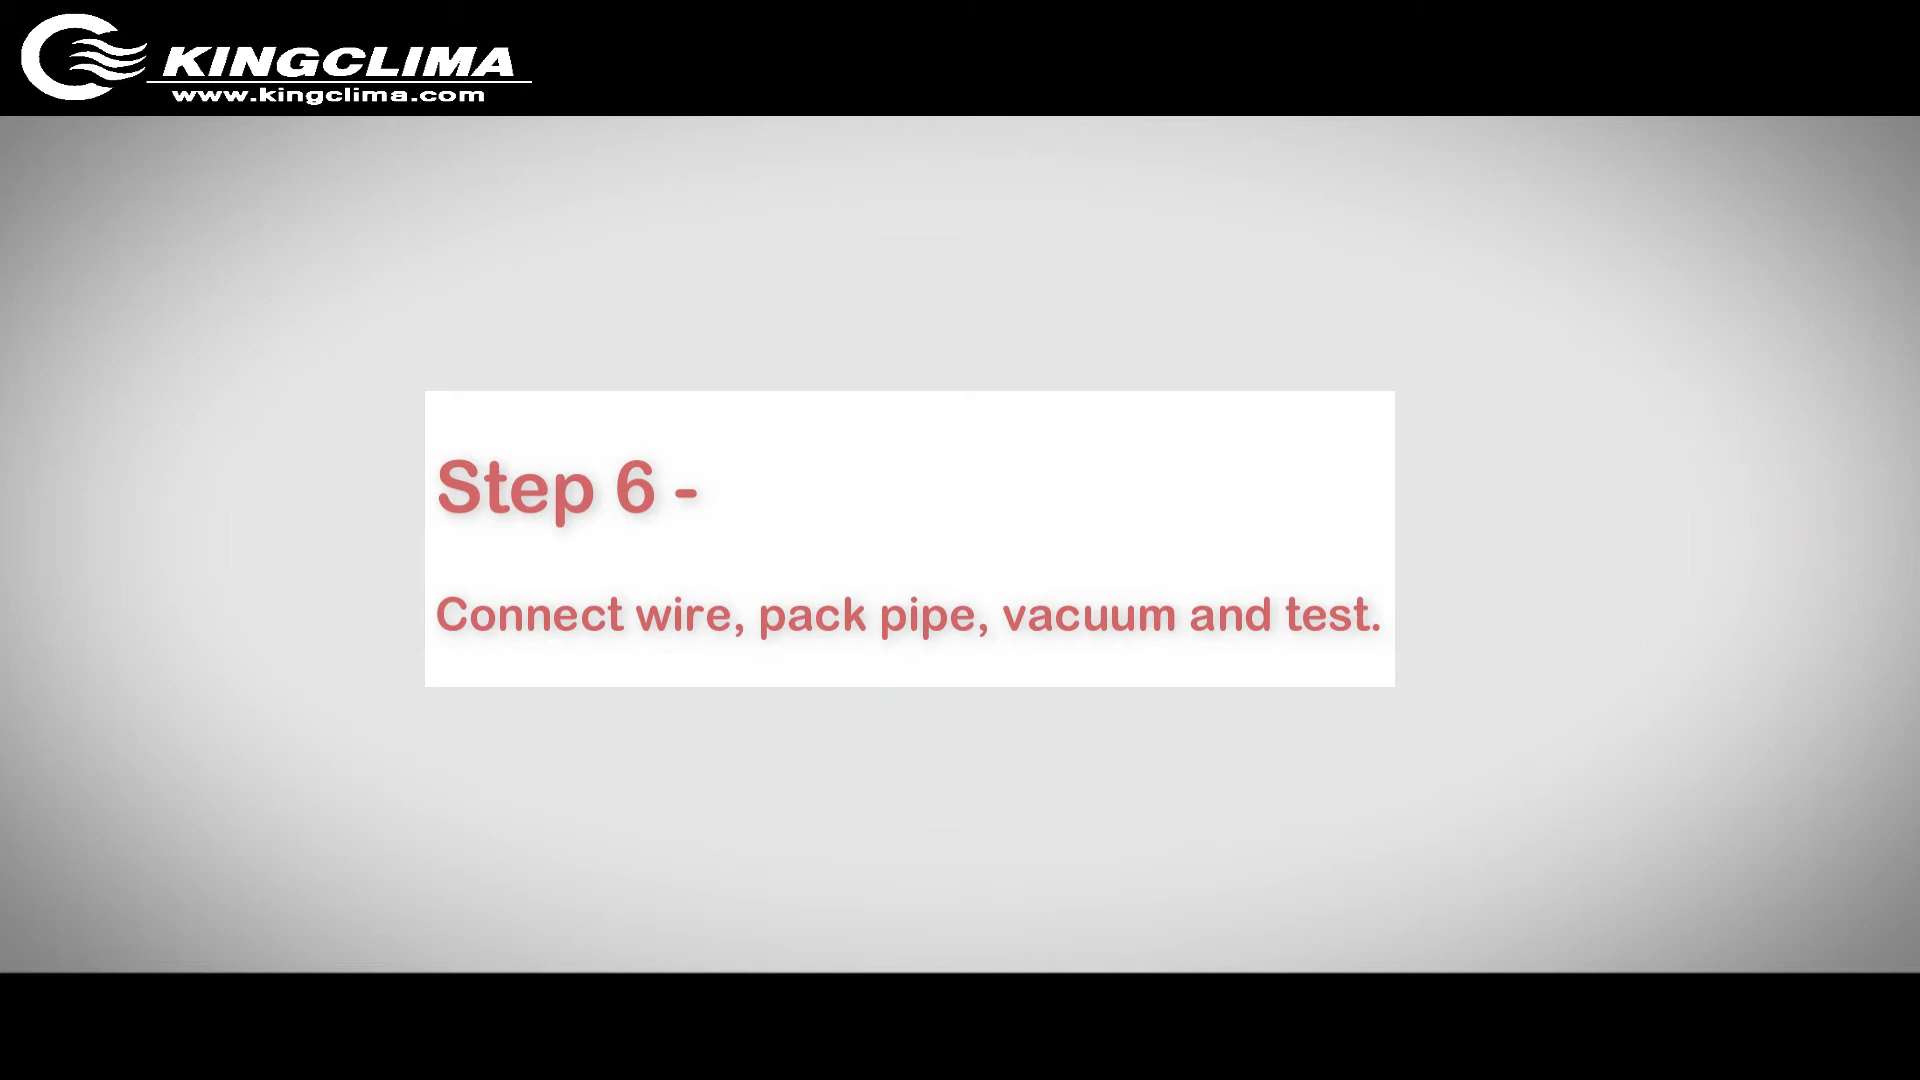 KINGCLIMA
www.kingclima.com
Step 6 -
Connect wire, pack pipe, vacuum and test.